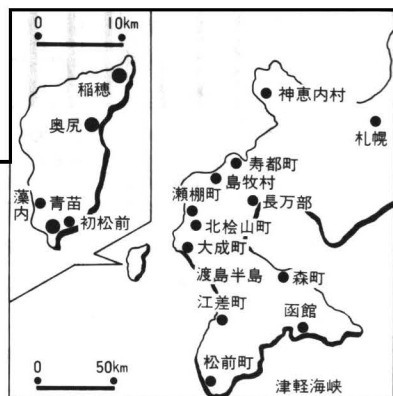 0 10km
稲穂
奥尻
藻内
青苗
初松前
神恵内村
札幌
寿都町
島牧村
長万部
瀬棚町
北桧山町
大成町
渡島半島
森町
江差町
函館
松前町
津軽海峡
0 50km